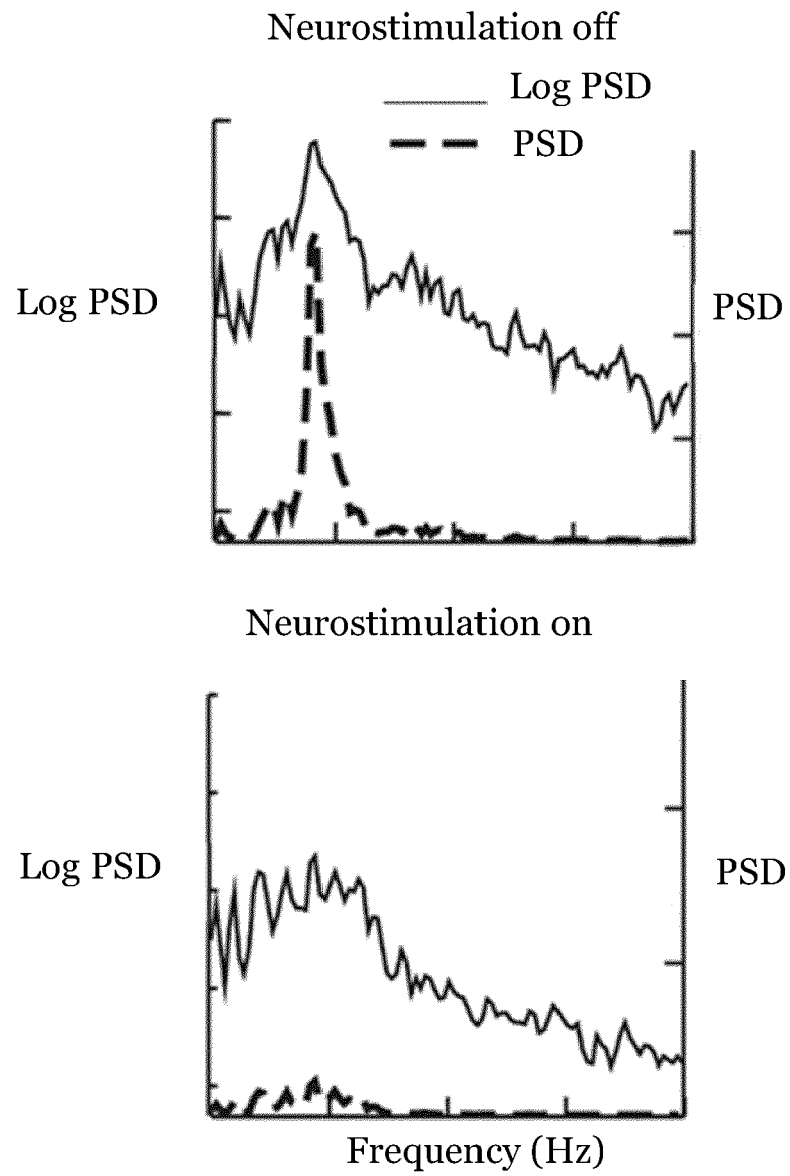 Neurostimulation off
Log PSD
PSD
Log PSD
PSD
Neurostimulation on
Log PSD
PSD
Frequency (Hz)